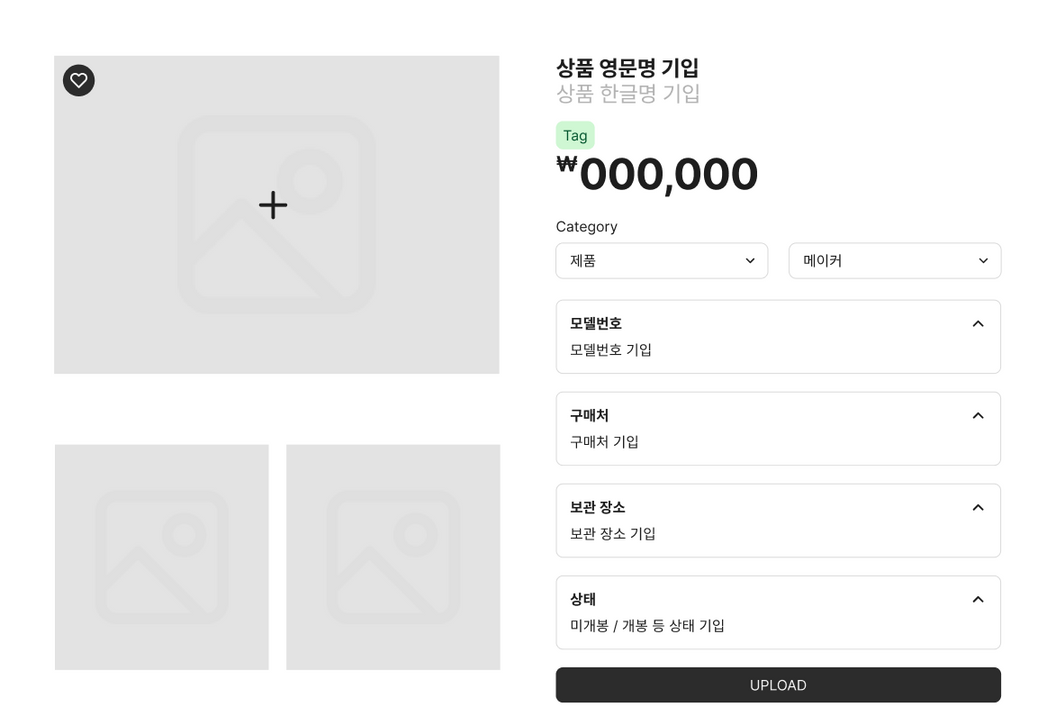 상품 영문명 기입
상품 한글명 기입
Tag
₩000,000
Category
제품
메이커
모델번호
모델번호 기입
구매처
구매처 기입
보관 장소
보관 장소 기입
상태
미개봉 / 개봉 등 상태 기입
UPLOAD